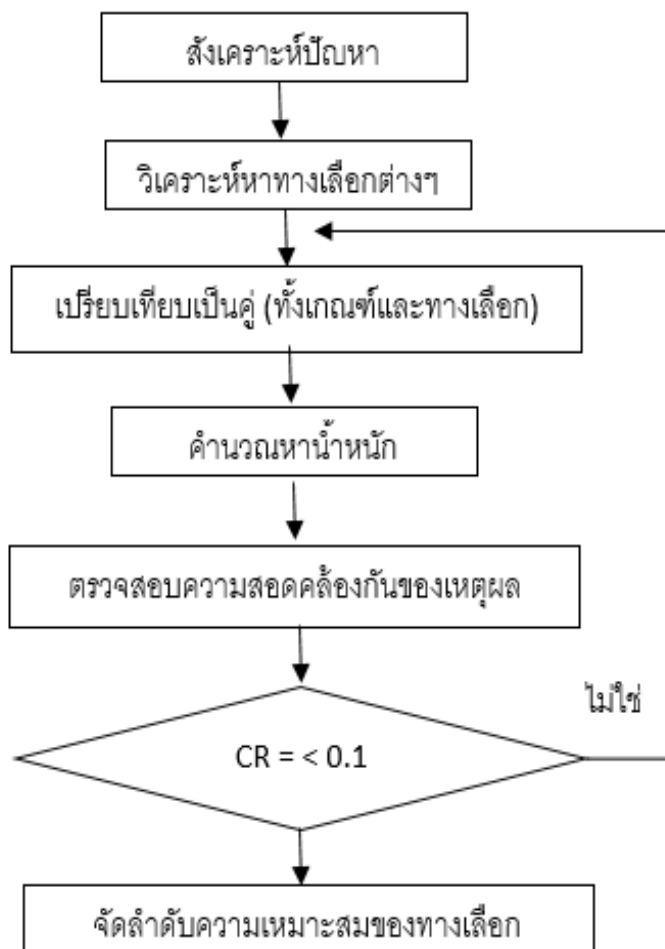 สังเคราะห์ปัญหา
วิเคราะห์หาทางเลือกต่างๆ
เปรียบเทียบเป็นคู่ (ทั้งเกณฑ์และทางเลือก)
คำนวณหาน้ำหนัก
ตรวจสอบความสอดคล้องกันของเหตุผล
ไม่ใช่
CR = < 0.1
จัดลำดับความเหมาะสมของทางเลือก